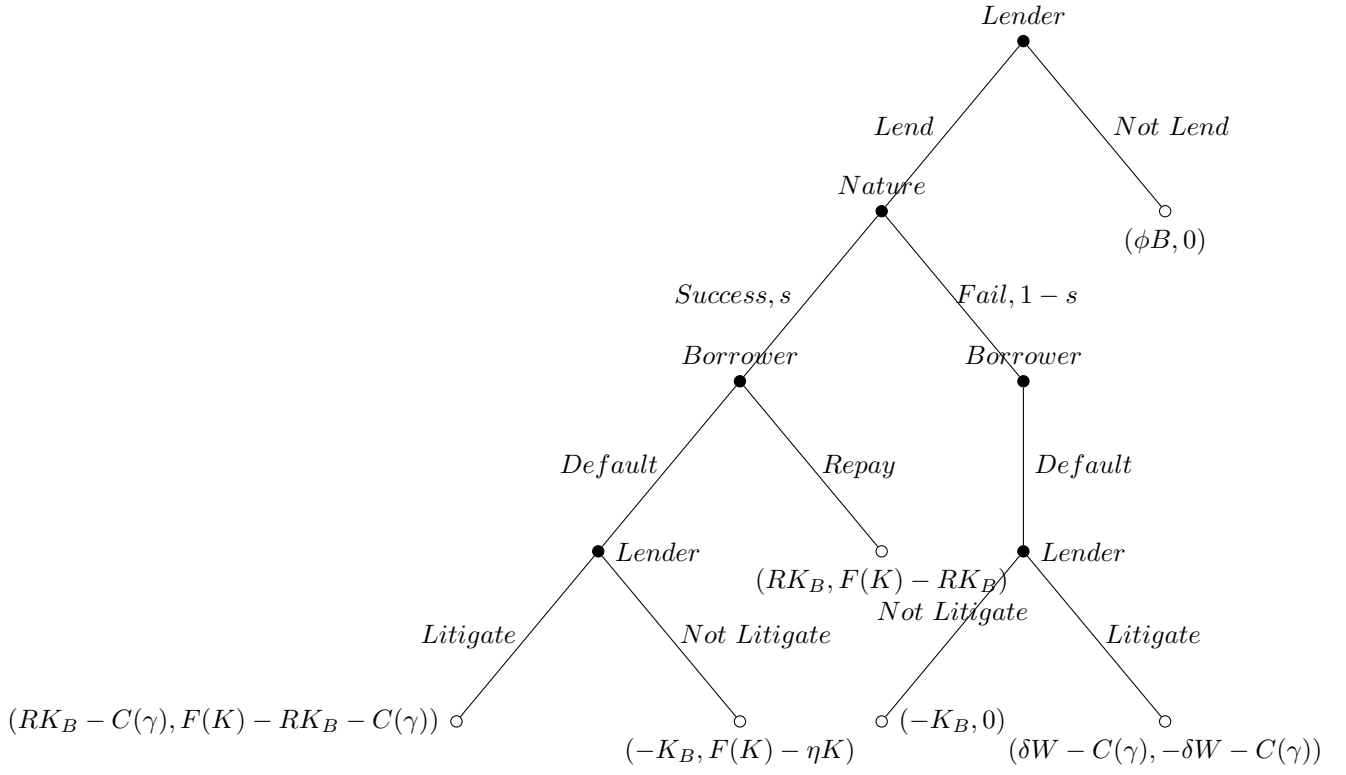 Lender
Lend
Not Lend
Nature
(ϕB, 0)
Success, s
Fail, 1 − s
Borrower
Borrower
Default
Repay
Default
Lender
Lender
(RK_B, F(K) − RK_B)
Not Litigate
Litigate
Not Litigate
Litigate
(RK_B − C(γ), F(K) − RK_B − C(γ))
(−K_B, 0)
(−K_B, F(K) − ηK)
(δW − C(γ), −δW − C(γ))